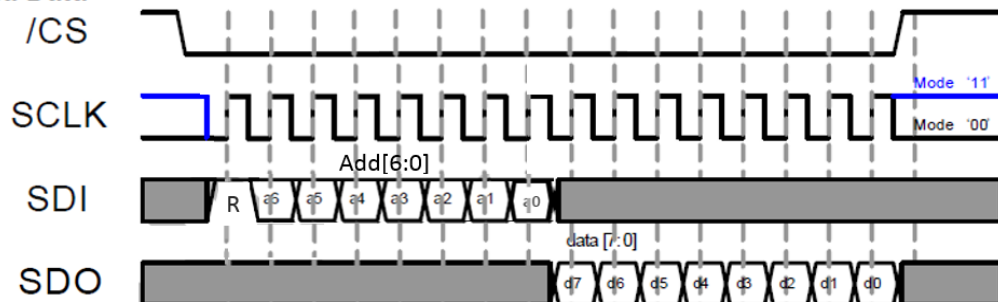 /CS
Mode '11'
SCLK
Mode '00'
Add[6:0]
SDI R a6 a5 a4 a3 a2 a1 a0
data [7:0]
SDO d7 d6 d5 d4 d3 d2 d1 d0